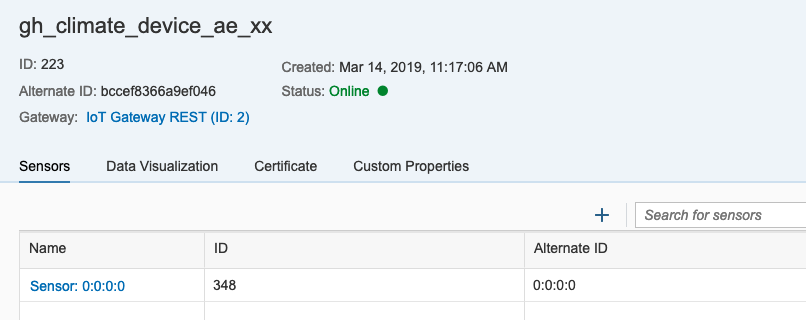 gh_climate_device_ae_xx
ID: 223
Created: Mar 14, 2019, 11:17:06 AM
Alternate ID: bccef8366a9ef046
Status: Online
Gateway: IoT Gateway REST (ID: 2)
Sensors Data Visualization Certificate Custom Properties
+ Search for sensors
Name ID Alternate ID
Sensor: 0:0:0:0 348 0:0:0:0